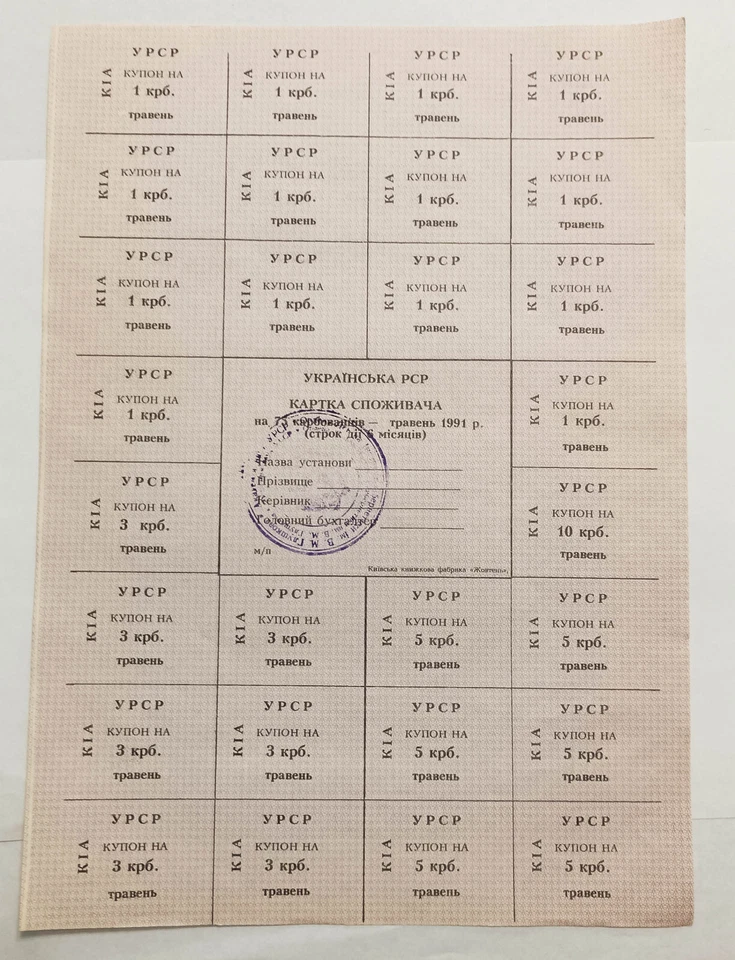 УРСР
КІА
КУПОН НА
1 крб.
травень
УРСР
КІА
КУПОН НА
1 крб.
травень
УРСР
КІА
КУПОН НА
1 крб.
травень
УРСР
КІА
КУПОН НА
1 крб.
травень
УРСР
КІА
КУПОН НА
1 крб.
травень
УРСР
КІА
КУПОН НА
1 крб.
травень
УРСР
КІА
КУПОН НА
1 крб.
травень
УРСР
КІА
КУПОН НА
1 крб.
травень
УРСР
КІА
КУПОН НА
1 крб.
травень
УРСР
КІА
КУПОН НА
1 крб.
травень
УРСР
КІА
КУПОН НА
1 крб.
травень
УРСР
КІА
КУПОН НА
1 крб.
травень
УРСР
КІА
КУПОН НА
1 крб.
травень
УКРАЇНСЬКА РСР
КАРТКА СПОЖИВАЧА
на 75 карбованців — травень 1991 р.
(строк дії 6 місяців)
Назва установи
Прізвище
Керівник
Головний бухгалтер
м/п
Київська книжкова фабрика «Жовтень».
УРСР
ім. В. М. Глушкова
УРСР
КІА
КУПОН НА
1 крб.
травень
УРСР
КІА
КУПОН НА
3 крб.
травень
УРСР
КІА
КУПОН НА
10 крб.
травень
УРСР
КІА
КУПОН НА
3 крб.
травень
УРСР
КІА
КУПОН НА
3 крб.
травень
УРСР
КІА
КУПОН НА
5 крб.
травень
УРСР
КІА
КУПОН НА
5 крб.
травень
УРСР
КІА
КУПОН НА
3 крб.
травень
УРСР
КІА
КУПОН НА
3 крб.
травень
УРСР
КІА
КУПОН НА
5 крб.
травень
УРСР
КІА
КУПОН НА
5 крб.
травень
УРСР
КІА
КУПОН НА
3 крб.
травень
УРСР
КІА
КУПОН НА
3 крб.
травень
УРСР
КІА
КУПОН НА
5 крб.
травень
УРСР
КІА
КУПОН НА
5 крб.
травень